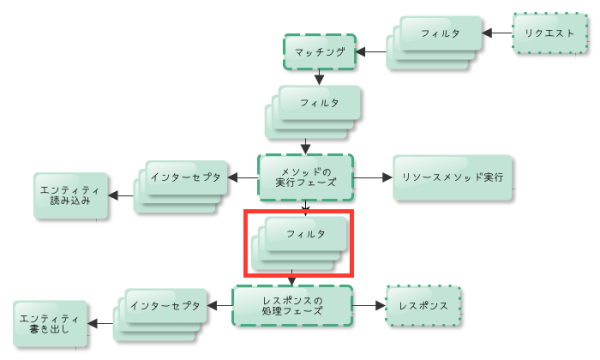 リクエスト
フィルタ
マッチング
フィルタ
メソッドの
実行フェーズ
リソースメソッド実行
インターセプタ
エンティティ
読み込み
フィルタ
レスポンスの
処理フェーズ
レスポンス
インターセプタ
エンティティ
書き出し